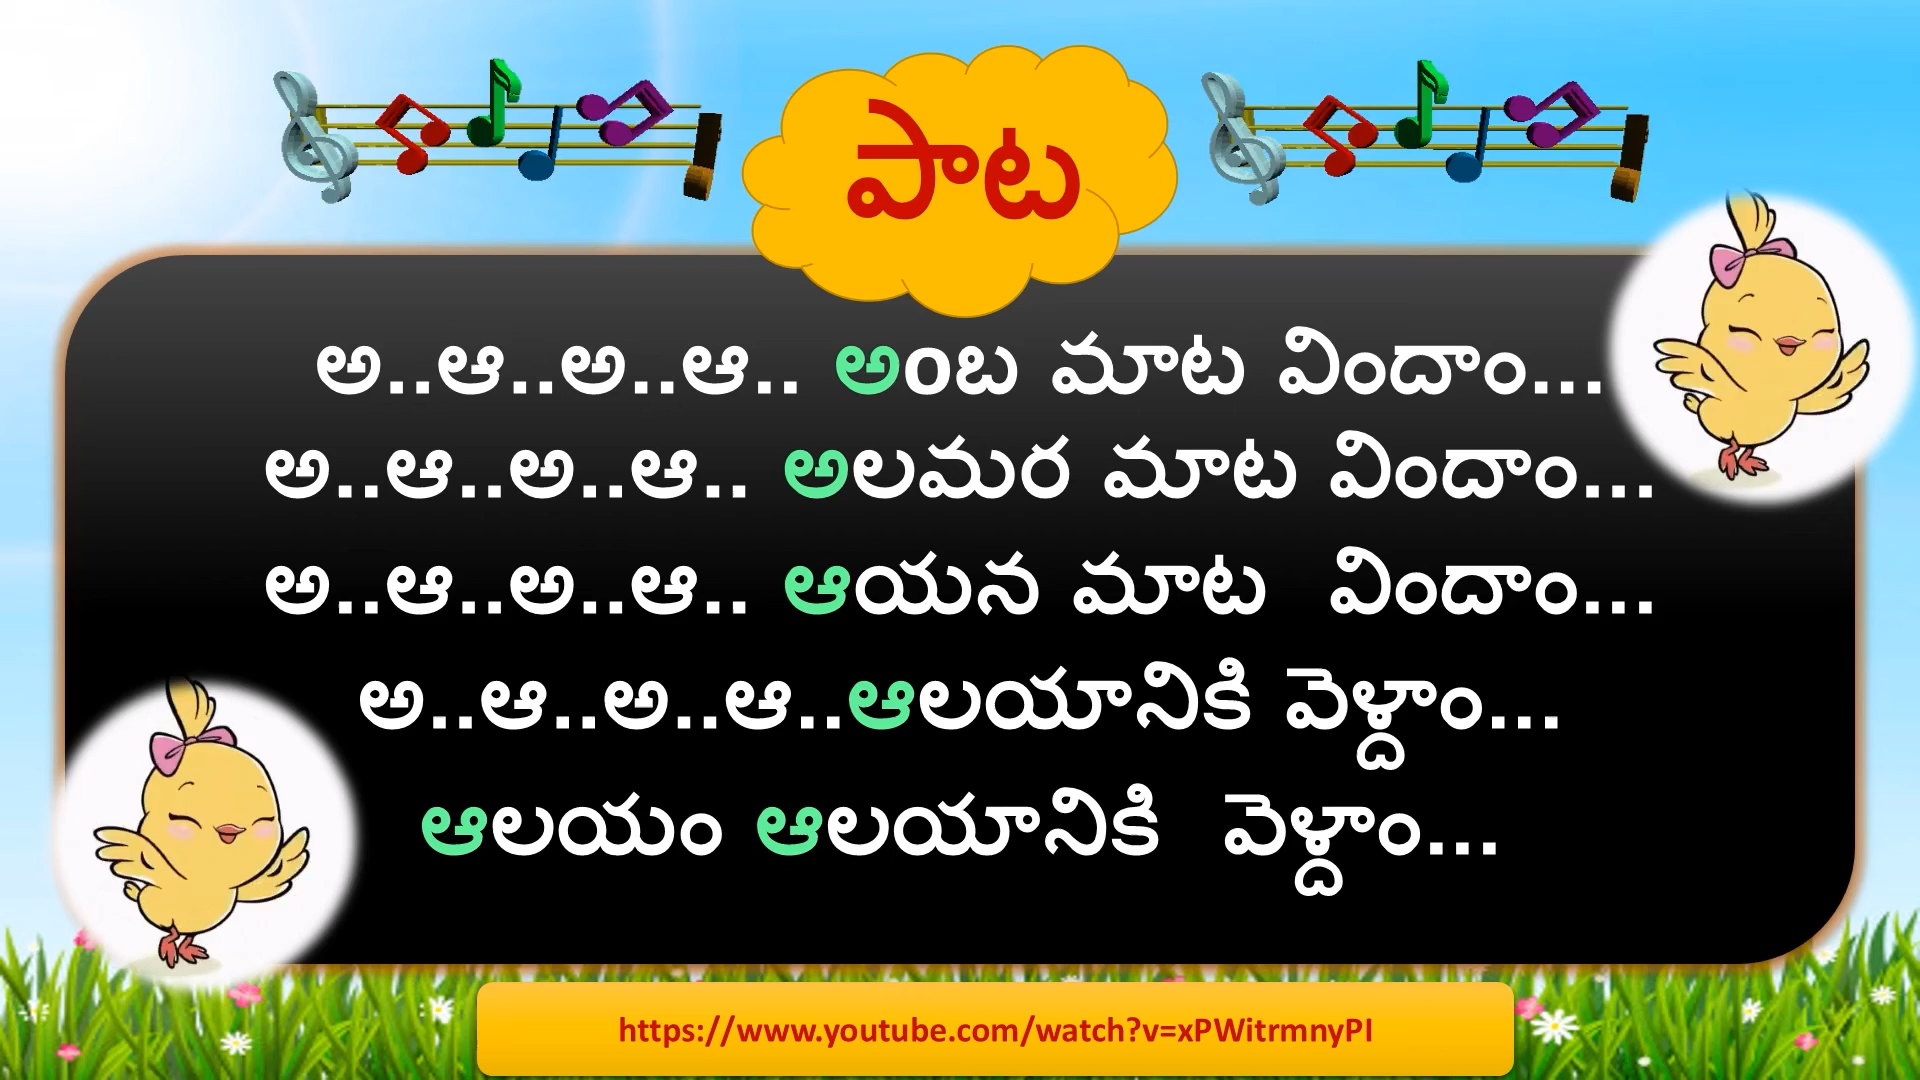 పాట
అ..ఆ..అ..ఆ.. అంబ మాట విందాం...
అ..ఆ..అ..ఆ.. అలమర మాట విందాం...
అ..ఆ..అ..ఆ.. ఆయన మాట విందాం...
అ..ఆ..అ..ఆ..ఆలయానికి వెళ్దాం...
ఆలయం ఆలయానికి వెళ్దాం...
https://www.youtube.com/watch?v=xPWitrmnyPI